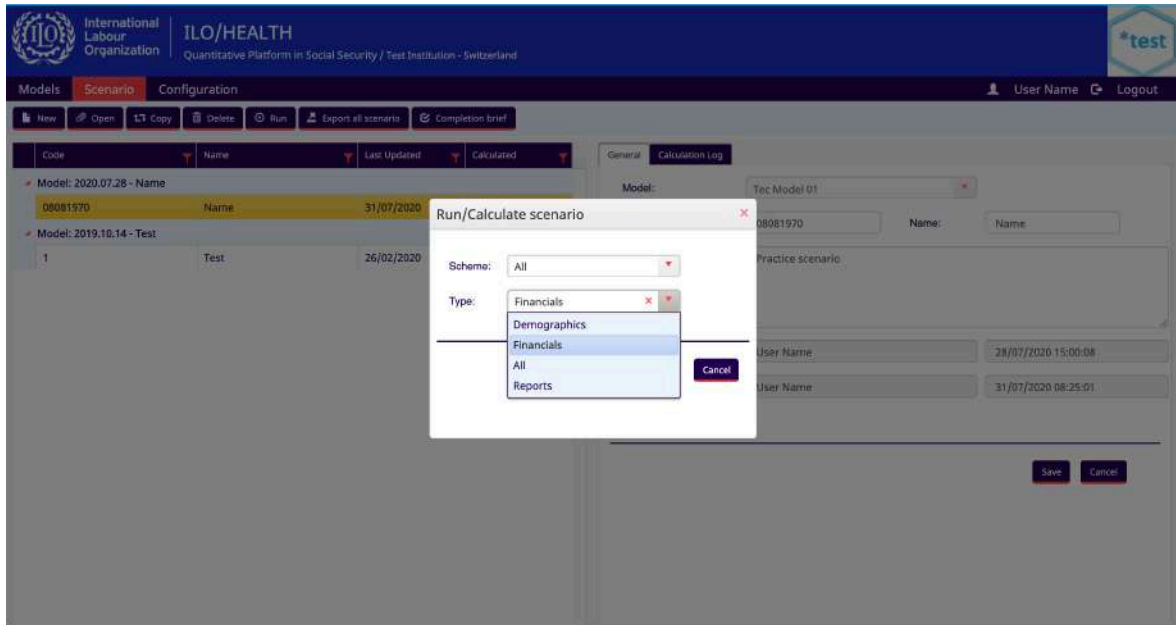 International
Labour
Organization
ILO/HEALTH
Quantitative Platform in Social Security / Test Institution - Switzerland
*test
Models Scenario Configuration User Name Logout
New Open Copy Delete Run Export all scenario Completion brief
Code Name Last Updated Calculated
General Calculation Log
Model: 2020.07.28 - Name
Model: Tec Model 01
08081970 Name 31/07/2020
08081970 Name: Name
Model: 2019.10.14 - Test
1 Test 26/02/2020
Practice scenario
Run/Calculate scenario
Scheme: All
Type: Financials
Demographics
Financials
All
Reports
Cancel
User Name 28/07/2020 15:00:08
User Name 31/07/2020 08:25:01
Save Cancel